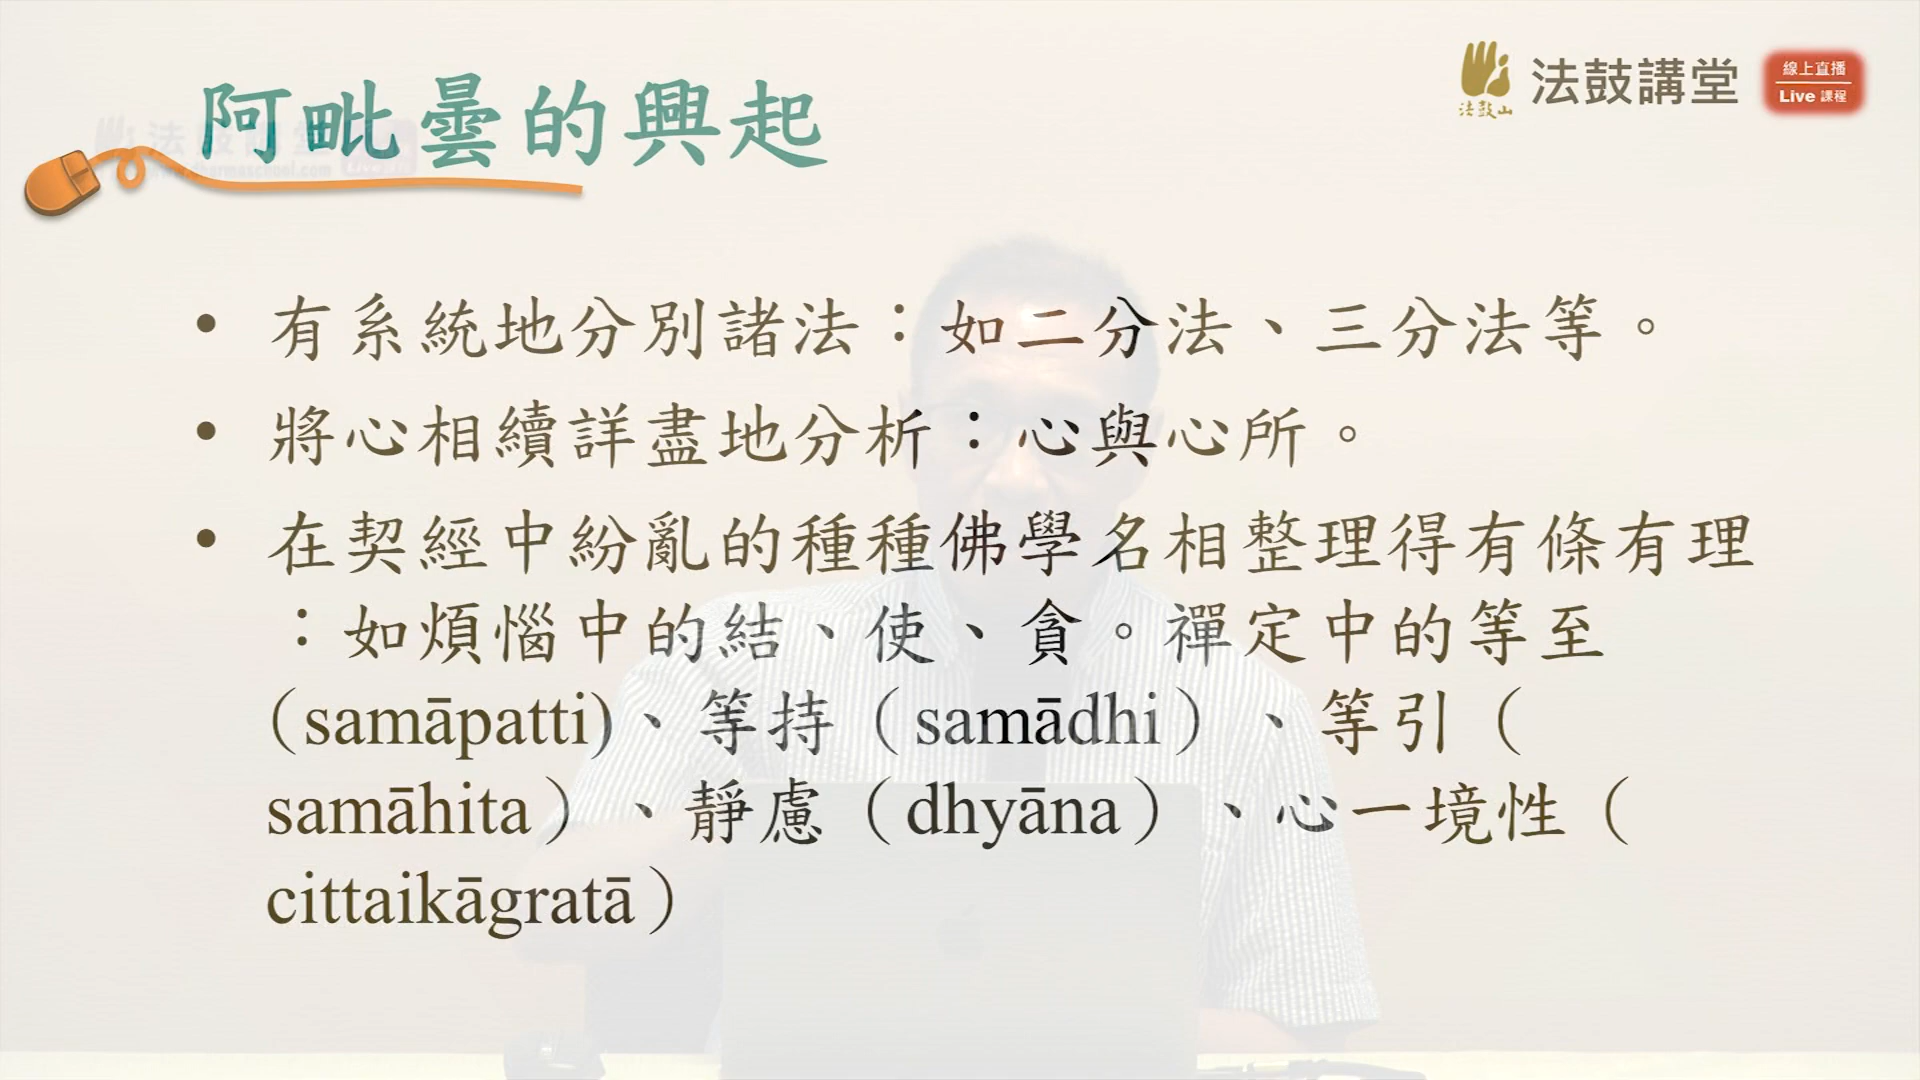 阿毗曇的興起
法鼓山
法鼓講堂
線上直播
Live 課程
• 有系統地分別諸法：如二分法、三分法等。
• 將心相續詳盡地分析：心與心所。
• 在契經中紛亂的種種佛學名相整理得有條有理
：如煩惱中的結、使、貪。禪定中的等至
（samāpatti)、等持（samādhi）、等引（
samāhita）、靜慮（dhyāna）、心一境性（
cittaikāgratā）